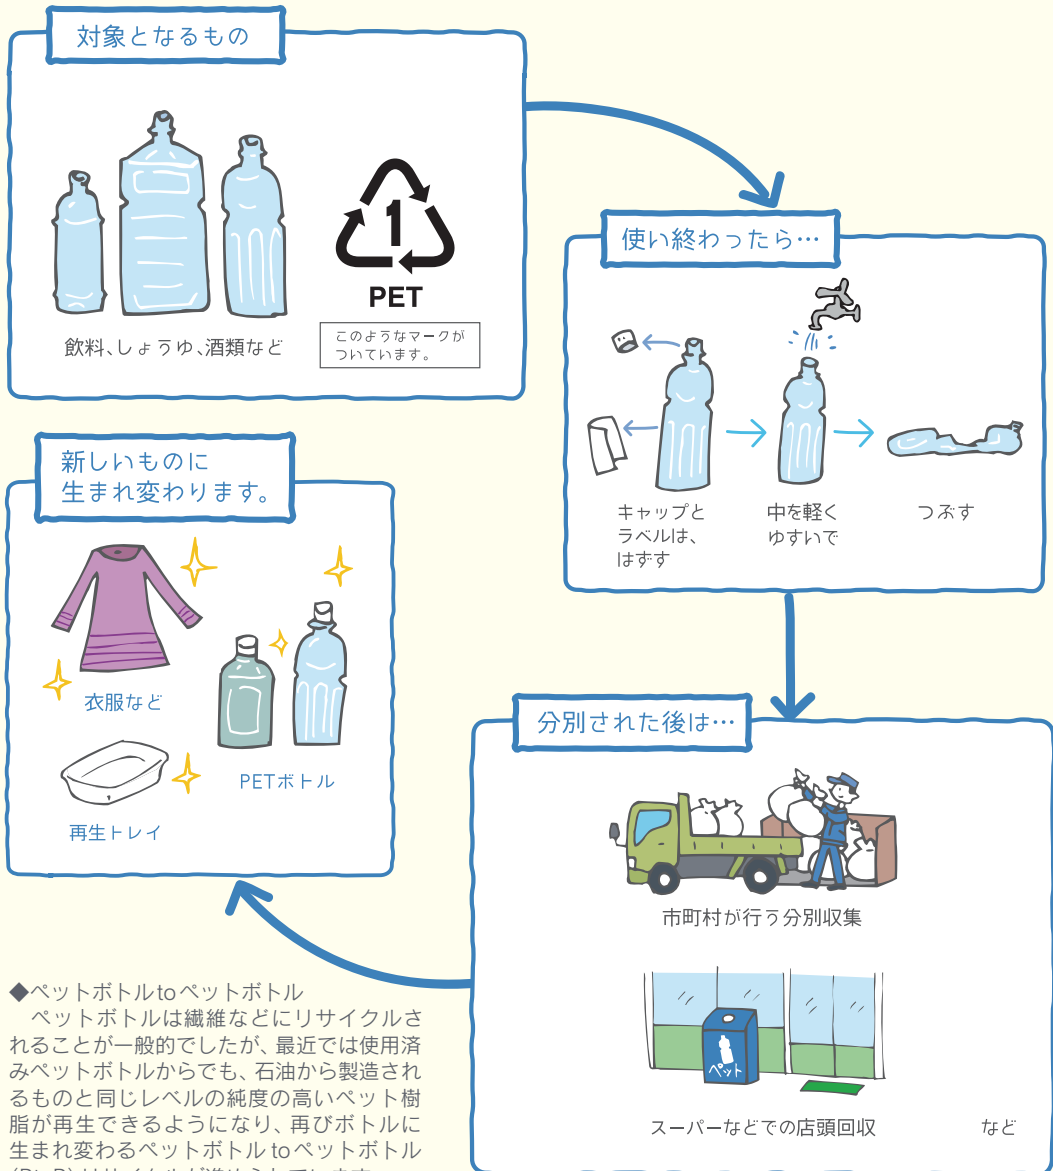 対象となるもの
1
PET
飲料、しょうゆ、酒類など
このようなマークが
ついています。
使い終わったら…
キャップと
ラベルは、
はずす
中を軽く
ゆすいで
つぶす
分別された後は…
市町村が行う分別収集
ペット
スーパーなどでの店頭回収
など
新しいものに
生まれ変わります。
衣服など
PETボトル
再生トレイ
◆ペットボトルtoペットボトル
ペットボトルは繊維などにリサイクルさ
れることが一般的でしたが、最近では使用済
みペットボトルからでも、石油から製造され
るものと同じレベルの純度の高いペット樹
脂が再生できるようになり、再びボトルに
生まれ変わるペットボトルtoペットボトル